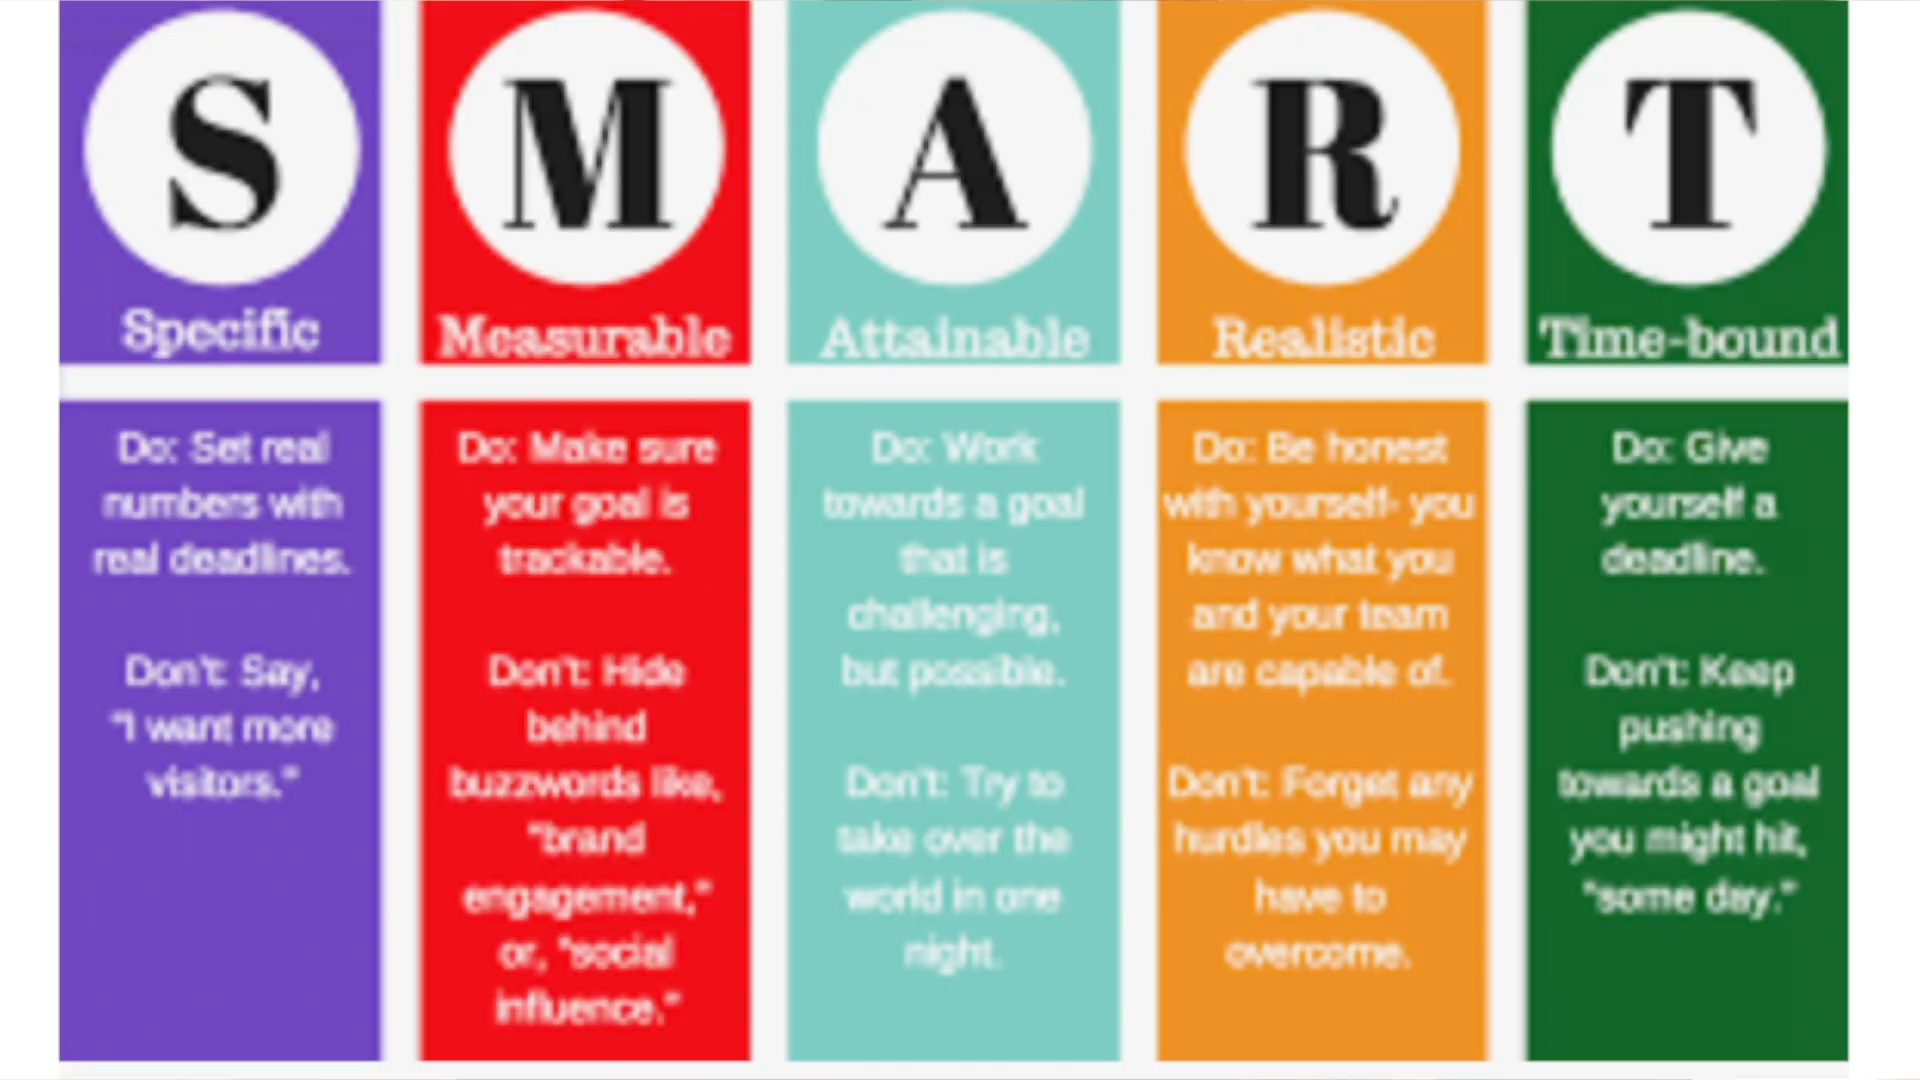 S
Specific
Do: Set real
numbers with
real deadlines.
Don't: Say,
"I want more
visitors."
M
Measurable
Do: Make sure
your goal is
trackable.
Don't: Hide
behind
buzzwords like,
"brand
engagement,"
or, "social
influence."
A
Attainable
Do: Work
towards a goal
that is
challenging,
but possible.
Don't: Try to
take over the
world in one
night.
R
Realistic
Do: Be honest
with yourself- you
know what you
and your team
are capable of.
Don't: Forget any
hurdles you may
have to
overcome.
T
Time-bound
Do: Give
yourself a
deadline.
Don't: Keep
pushing
towards a goal
you might hit,
"some day."